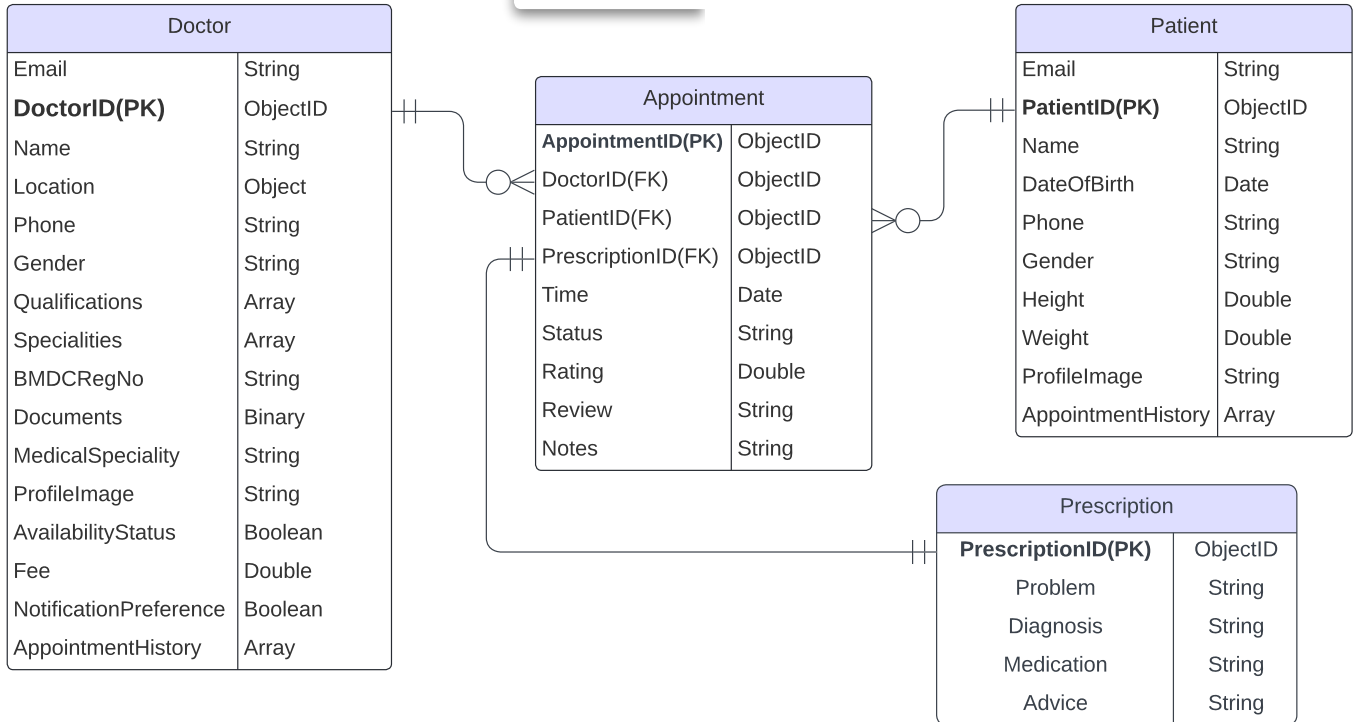 Doctor
Email String
DoctorID(PK) ObjectID
Name String
Location Object
Phone String
Gender String
Qualifications Array
Specialities Array
BMDCRegNo String
Documents Binary
MedicalSpeciality String
ProfileImage String
AvailabilityStatus Boolean
Fee Double
NotificationPreference Boolean
AppointmentHistory Array
Appointment
AppointmentID(PK) ObjectID
DoctorID(FK) ObjectID
PatientID(FK) ObjectID
PrescriptionID(FK) ObjectID
Time Date
Status String
Rating Double
Review String
Notes String
Patient
Email String
PatientID(PK) ObjectID
Name String
DateOfBirth Date
Phone String
Gender String
Height Double
Weight Double
ProfileImage String
AppointmentHistory Array
Prescription
PrescriptionID(PK) ObjectID
Problem String
Diagnosis String
Medication String
Advice String